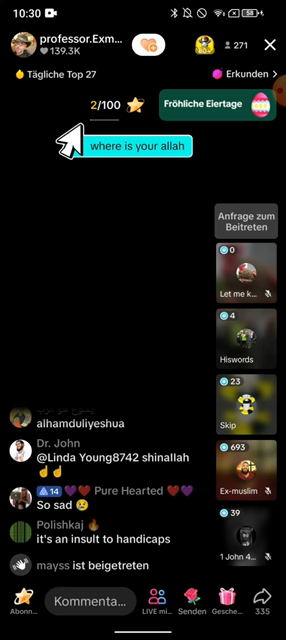 10:30
58
professor.Exm...
139.3K
271
Tägliche Top 27
Erkunden >
2/100
Fröhliche Eiertage
where is your allah
Anfrage zum
Beitreten
0
Let me k...
4
Hiswords
23
Skip
693
Ex-muslim
39
1 John 4...
alhamduliyeshua
Dr. John
@Linda Young8742 shinallah
14 Pure Hearted
So sad
Polishkaj
it's an insult to handicaps
mayss ist beigetreten
Abonn...
Kommenta...
LIVE mi...
Senden
Gesche...
335